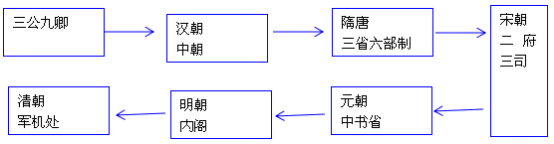 三公九卿
汉朝
中朝
隋唐
三省六部制
宋朝
二 府
三司
元朝
中书省
明朝
内阁
清朝
军机处